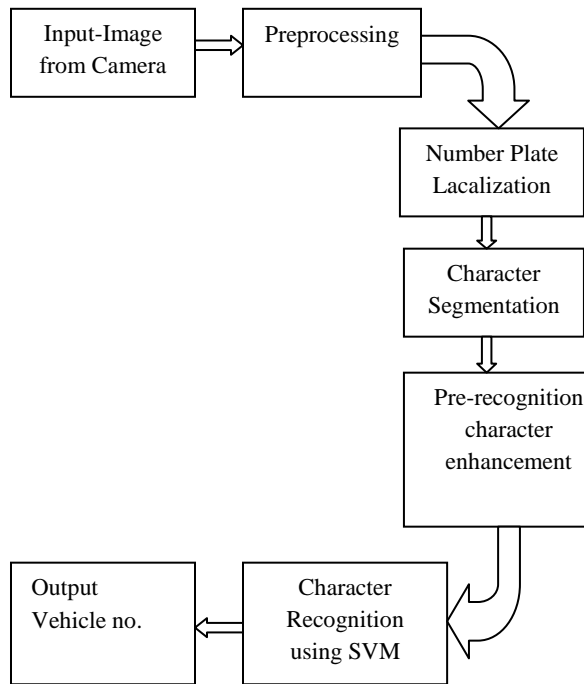 Input-Image
from Camera
Preprocessing
Number Plate
Lacalization
Character
Segmentation
Pre-recognition
character
enhancement
Character
Recognition
using SVM
Output
Vehicle no.